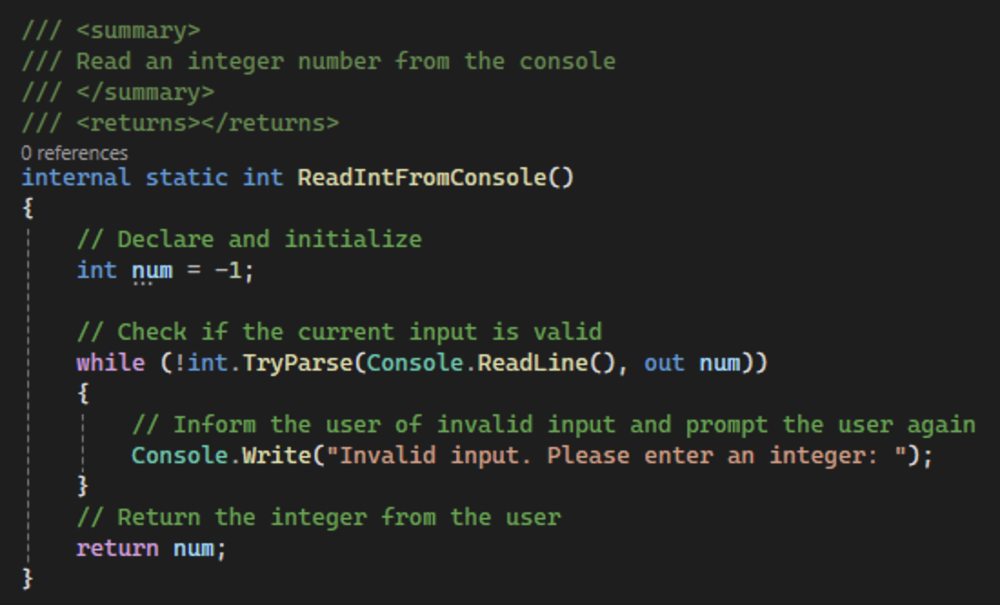 /// <summary>
/// Read an integer number from the console
/// </summary>
/// <returns></returns>
0 references
internal static int ReadIntFromConsole()
{
    // Declare and initialize
    int num = -1;

    // Check if the current input is valid
    while (!int.TryParse(Console.ReadLine(), out num))
    {
        // Inform the user of invalid input and prompt the user again
        Console.Write("Invalid input. Please enter an integer: ");
    }
    // Return the integer from the user
    return num;
}